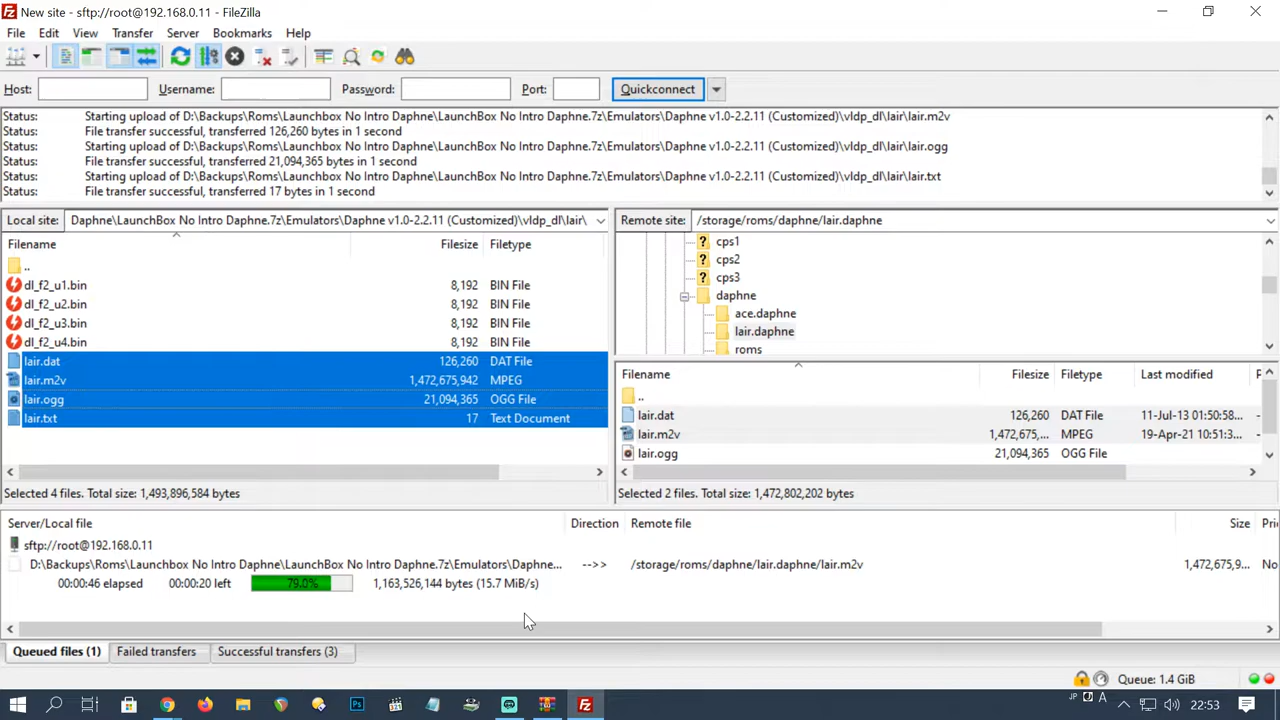 New site - sftp://root@192.168.0.11 - FileZilla
File Edit View Transfer Server Bookmarks Help
Host: Username: Password: Port: Quickconnect
Status: Starting upload of D:\Backups\Roms\Launchbox No Intro Daphne\LaunchBox No Intro Daphne.7z\Emulators\Daphne v1.0-2.2.11 (Customized)\vldp_dl\lair\lair.m2v
Status: File transfer successful, transferred 126,260 bytes in 1 second
Status: Starting upload of D:\Backups\Roms\Launchbox No Intro Daphne\LaunchBox No Intro Daphne.7z\Emulators\Daphne v1.0-2.2.11 (Customized)\vldp_dl\lair\lair.ogg
Status: File transfer successful, transferred 21,094,365 bytes in 1 second
Status: Starting upload of D:\Backups\Roms\Launchbox No Intro Daphne\LaunchBox No Intro Daphne.7z\Emulators\Daphne v1.0-2.2.11 (Customized)\vldp_dl\lair\lair.txt
Status: File transfer successful, transferred 17 bytes in 1 second
Local site: Daphne\LaunchBox No Intro Daphne.7z\Emulators\Daphne v1.0-2.2.11 (Customized)\vldp_dl\lair\
Filename Filesize Filetype
..
dl_f2_u1.bin 8,192 BIN File
dl_f2_u2.bin 8,192 BIN File
dl_f2_u3.bin 8,192 BIN File
dl_f2_u4.bin 8,192 BIN File
lair.dat 126,260 DAT File
lair.m2v 1,472,675,942 MPEG
lair.ogg 21,094,365 OGG File
lair.txt 17 Text Document
Selected 4 files. Total size: 1,493,896,584 bytes
Remote site: /storage/roms/daphne/lair.daphne
cps1
cps2
cps3
daphne
ace.daphne
lair.daphne
roms
Filename Filesize Filetype Last modified P
..
lair.dat 126,260 DAT File 11-Jul-13 01:50:58... -
lair.m2v 1,472,675,... MPEG 19-Apr-21 10:51:3... -
lair.ogg 21,094,365 OGG File
Selected 2 files. Total size: 1,472,802,202 bytes
Server/Local file Direction Remote file Size Pri
sftp://root@192.168.0.11
D:\Backups\Roms\Launchbox No Intro Daphne\LaunchBox No Intro Daphne.7z\Emulators\Daphne... -->> /storage/roms/daphne/lair.daphne/lair.m2v 1,472,675,9... No
00:00:46 elapsed 00:00:20 left 79.0% 1,163,526,144 bytes (15.7 MiB/s)
Queued files (1) Failed transfers Successful transfers (3)
Queue: 1.4 GiB
JP A 22:53